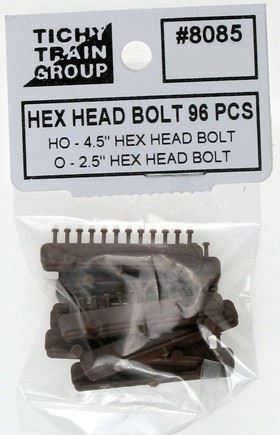 TICHY
TRAIN
GROUP
#8085
HEX HEAD BOLT 96 PCS
HO - 4.5" HEX HEAD BOLT
O - 2.5" HEX HEAD BOLT